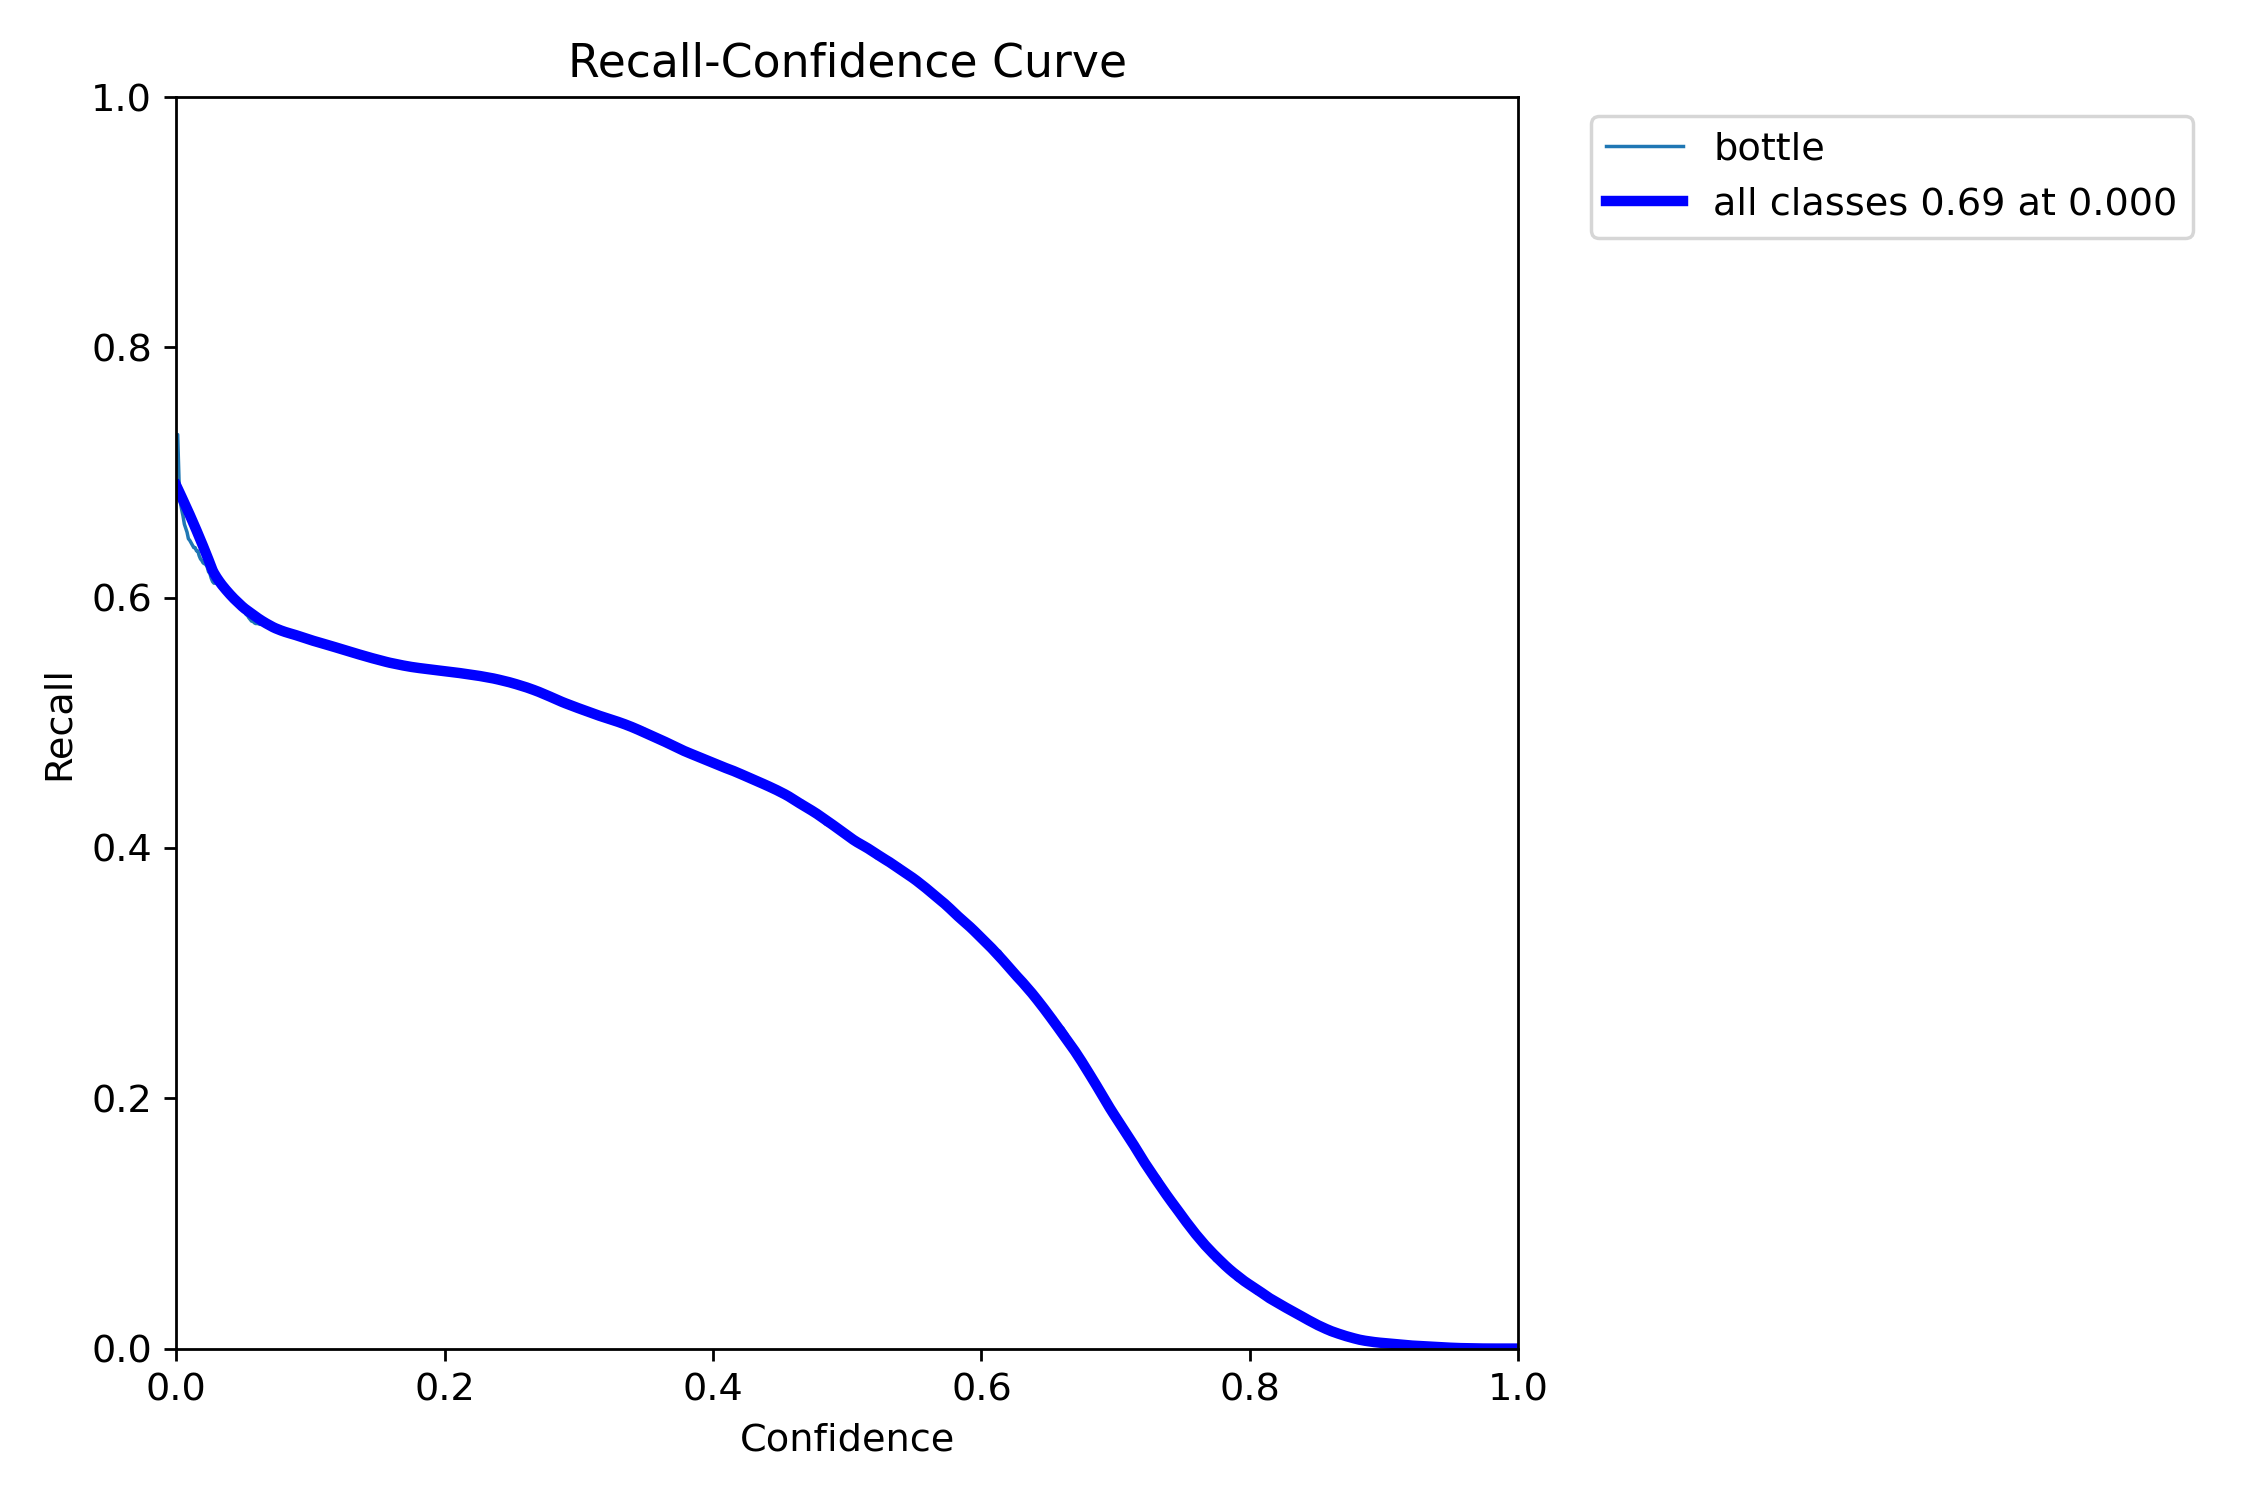 Recall-Confidence Curve
1.0
0.8
0.6
0.4
0.2
0.0
Recall
0.0 0.2 0.4 0.6 0.8 1.0
Confidence
bottle
all classes 0.69 at 0.000